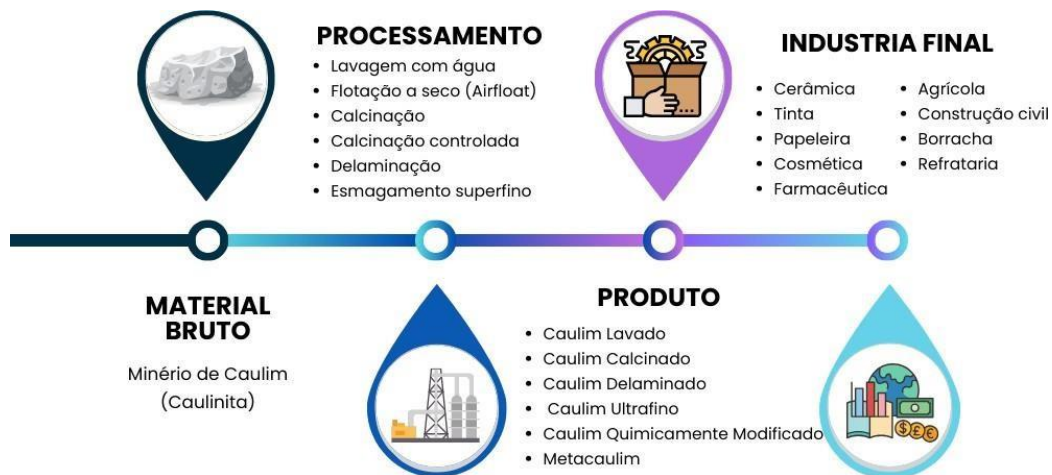 MATERIAL
BRUTO
Minério de Caulim
(Caulinita)
PROCESSAMENTO
• Lavagem com água
• Flotação a seco (Airfloat)
• Calcinação
• Calcinação controlada
• Delaminação
• Esmagamento superfino
PRODUTO
• Caulim Lavado
• Caulim Calcinado
• Caulim Delaminado
• Caulim Ultrafino
• Caulim Quimicamente Modificado
• Metacaulim
INDUSTRIA FINAL
• Cerâmica
• Tinta
• Papeleira
• Cosmética
• Farmacêutica
• Agrícola
• Construção civil
• Borracha
• Refrataria
$ £ €